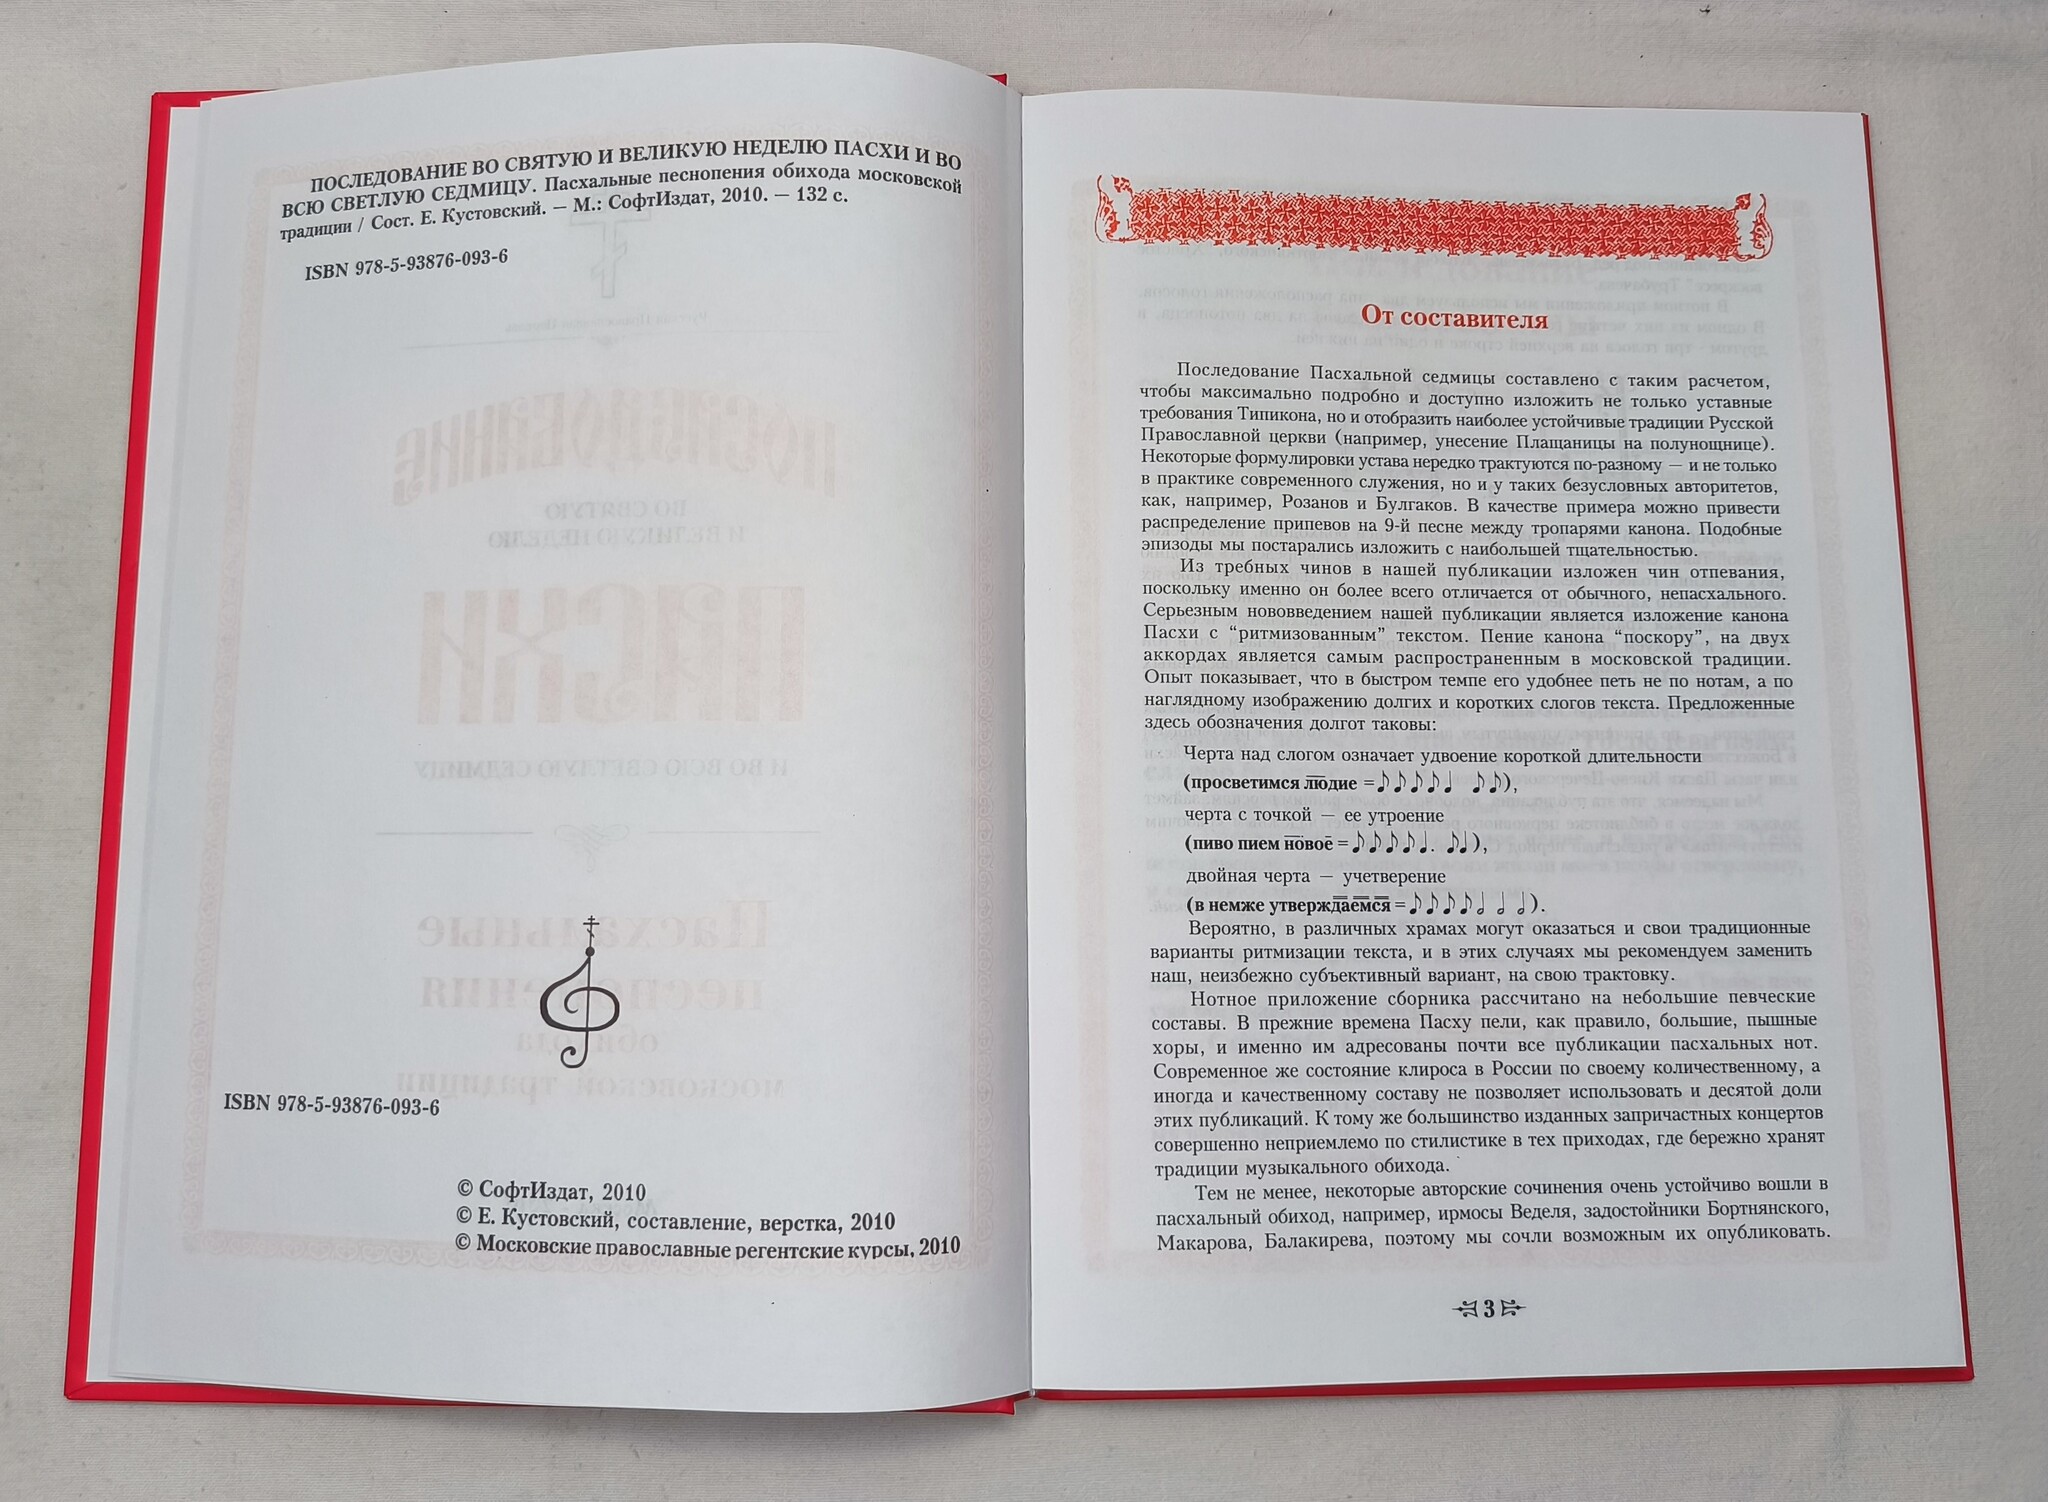 ПОСЛЕДОВАНИЕ ВО СВЯТУЮ И ВЕЛИКУЮ НЕДЕЛЮ ПАСХИ И ВО
ВСЮ СВЕТЛУЮ СЕДМИЦУ. Пасхальные песнопения обихода московской
традиции / Сост. Е. Кустовский. — М.: СофтИздат, 2010. — 132 с.
ISBN 978-5-93876-093-6
ISBN 978-5-93876-093-6
© СофтИздат, 2010
© Е. Кустовский, составление, верстка, 2010
© Московские православные регентские курсы, 2010
От составителя
Последование Пасхальной седмицы составлено с таким расчетом,
чтобы максимально подробно и доступно изложить не только уставные
требования Типикона, но и отобразить наиболее устойчивые традиции Русской
Православной церкви (например, унесение Плащаницы на полунощнице).
Некоторые формулировки устава нередко трактуются по-разному — и не только
в практике современного служения, но и у таких безусловных авторитетов,
как, например, Розанов и Булгаков. В качестве примера можно привести
распределение припевов на 9-й песне между тропарями канона. Подобные
эпизоды мы постарались изложить с наибольшей тщательностью.
Из требных чинов в нашей публикации изложен чин отпевания,
поскольку именно он более всего отличается от обычного, непасхального.
Серьезным нововведением нашей публикации является изложение канона
Пасхи с “ритмизованным” текстом. Пение канона “поскору”, на двух
аккордах является самым распространенным в московской традиции.
Опыт показывает, что в быстром темпе его удобнее петь не по нотам, а по
наглядному изображению долгих и коротких слогов текста. Предложенные
здесь обозначения долгот таковы:
Черта над слогом означает удвоение короткой длительности
(просветимся людие = ♪♪♪♪♩ ♪♪),
черта с точкой — ее утроение
(пиво пием новое = ♪♪♪♪♩. ♪♩),
двойная черта — учетверение
(в немже утверждаемся = ♪♪♪♪𝅗𝅥 𝅗𝅥 𝅗𝅥).
Вероятно, в различных храмах могут оказаться и свои традиционные
варианты ритмизации текста, и в этих случаях мы рекомендуем заменить
наш, неизбежно субъективный вариант, на свою трактовку.
Нотное приложение сборника рассчитано на небольшие певческие
составы. В прежние времена Пасху пели, как правило, большие, пышные
хоры, и именно им адресованы почти все публикации пасхальных нот.
Современное же состояние клироса в России по своему количественному, а
иногда и качественному составу не позволяет использовать и десятой доли
этих публикаций. К тому же большинство изданных запричастных концертов
совершенно неприемлемо по стилистике в тех приходах, где бережно хранят
традиции музыкального обихода.
Тем не менее, некоторые авторские сочинения очень устойчиво вошли в
пасхальный обиход, например, ирмосы Веделя, задостойники Бортнянского,
Макарова, Балакирева, поэтому мы сочли возможным их опубликовать.
3